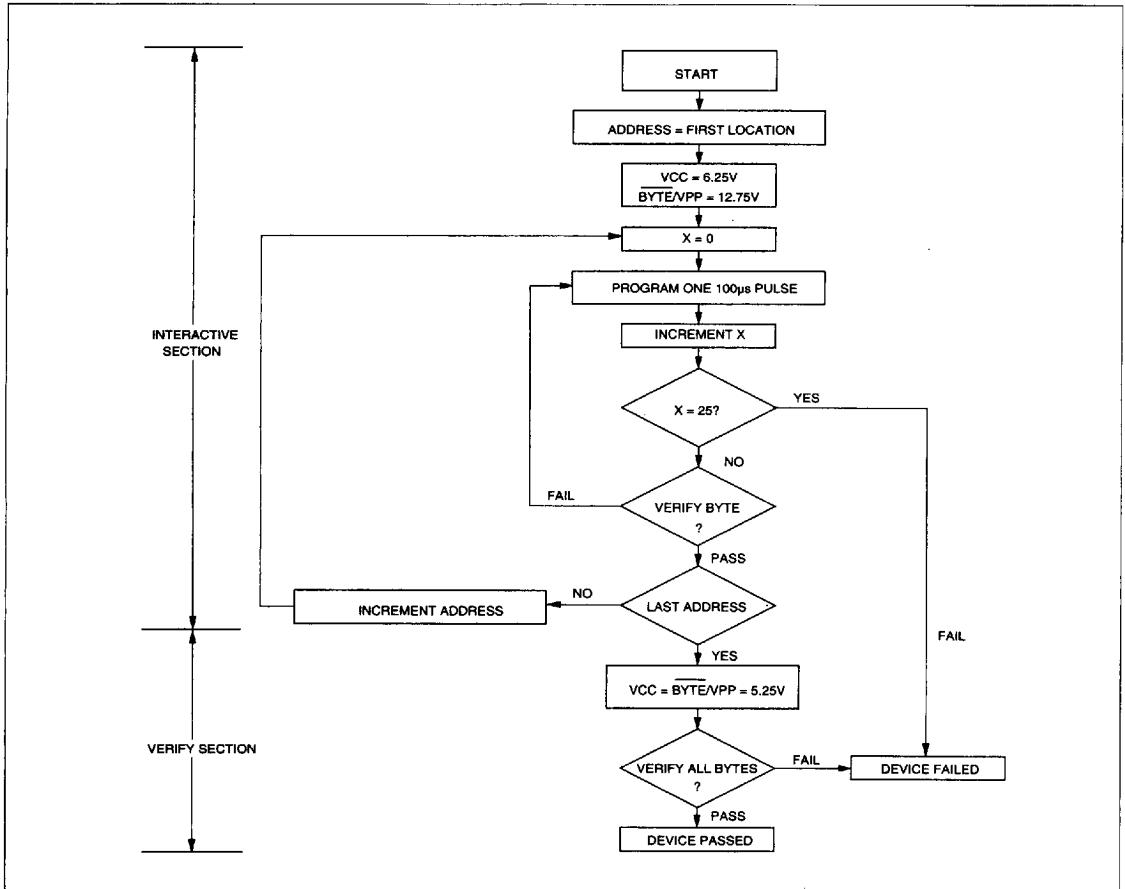 START
ADDRESS = FIRST LOCATION
VCC = 6.25V
BYTE/VPP = 12.75V
X = 0
PROGRAM ONE 100µs PULSE
INTERACTIVE
SECTION
INCREMENT X
X = 25?
YES
NO
FAIL
VERIFY BYTE
?
PASS
NO
INCREMENT ADDRESS
LAST ADDRESS
FAIL
YES
VCC = BYTE/VPP = 5.25V
VERIFY SECTION
VERIFY ALL BYTES
?
FAIL
DEVICE FAILED
PASS
DEVICE PASSED